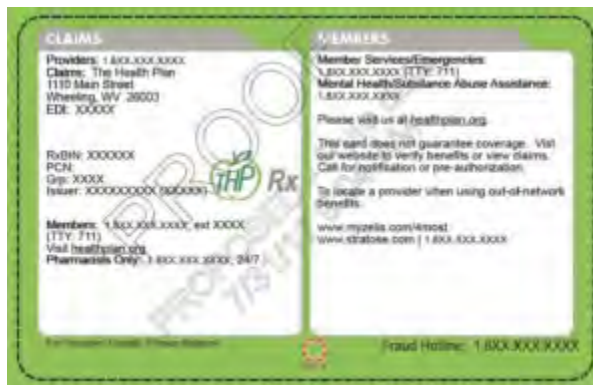 CLAIMS
Providers: 1.8XX.XXX.XXXX
Claims: The Health Plan
1110 Main Street
Wheeling, WV 26003
EDI: XXXXX
RxBIN: XXXXXX
PCN:
Grp: XXXX
Issuer: XXXXXXXXXX (XXXXX)
THP Rx
Members: 1.8XX.XXX.XXXX, ext XXXX
(TTY: 711)
Visit healthplan.org
Pharmacists Only: 1.8XX.XXX.XXXX, 24/7
MEMBERS
Member Services/Emergencies:
1.8XX.XXX.XXXX (TTY: 711)
Mental Health/Substance Abuse Assistance:
1.8XX.XXX.XXXX
Please visit us at healthplan.org.
This card does not guarantee coverage. Visit
our website to verify benefits or view claims.
Call for notification or pre-authorization.
To locate a provider when using out-of-network
benefits:
www.myzelis.com/4most
www.stratose.com | 1.8XX.XXX.XXXX
Fraud Hotline: 1.8XX.XXX.XXXX
PROOF